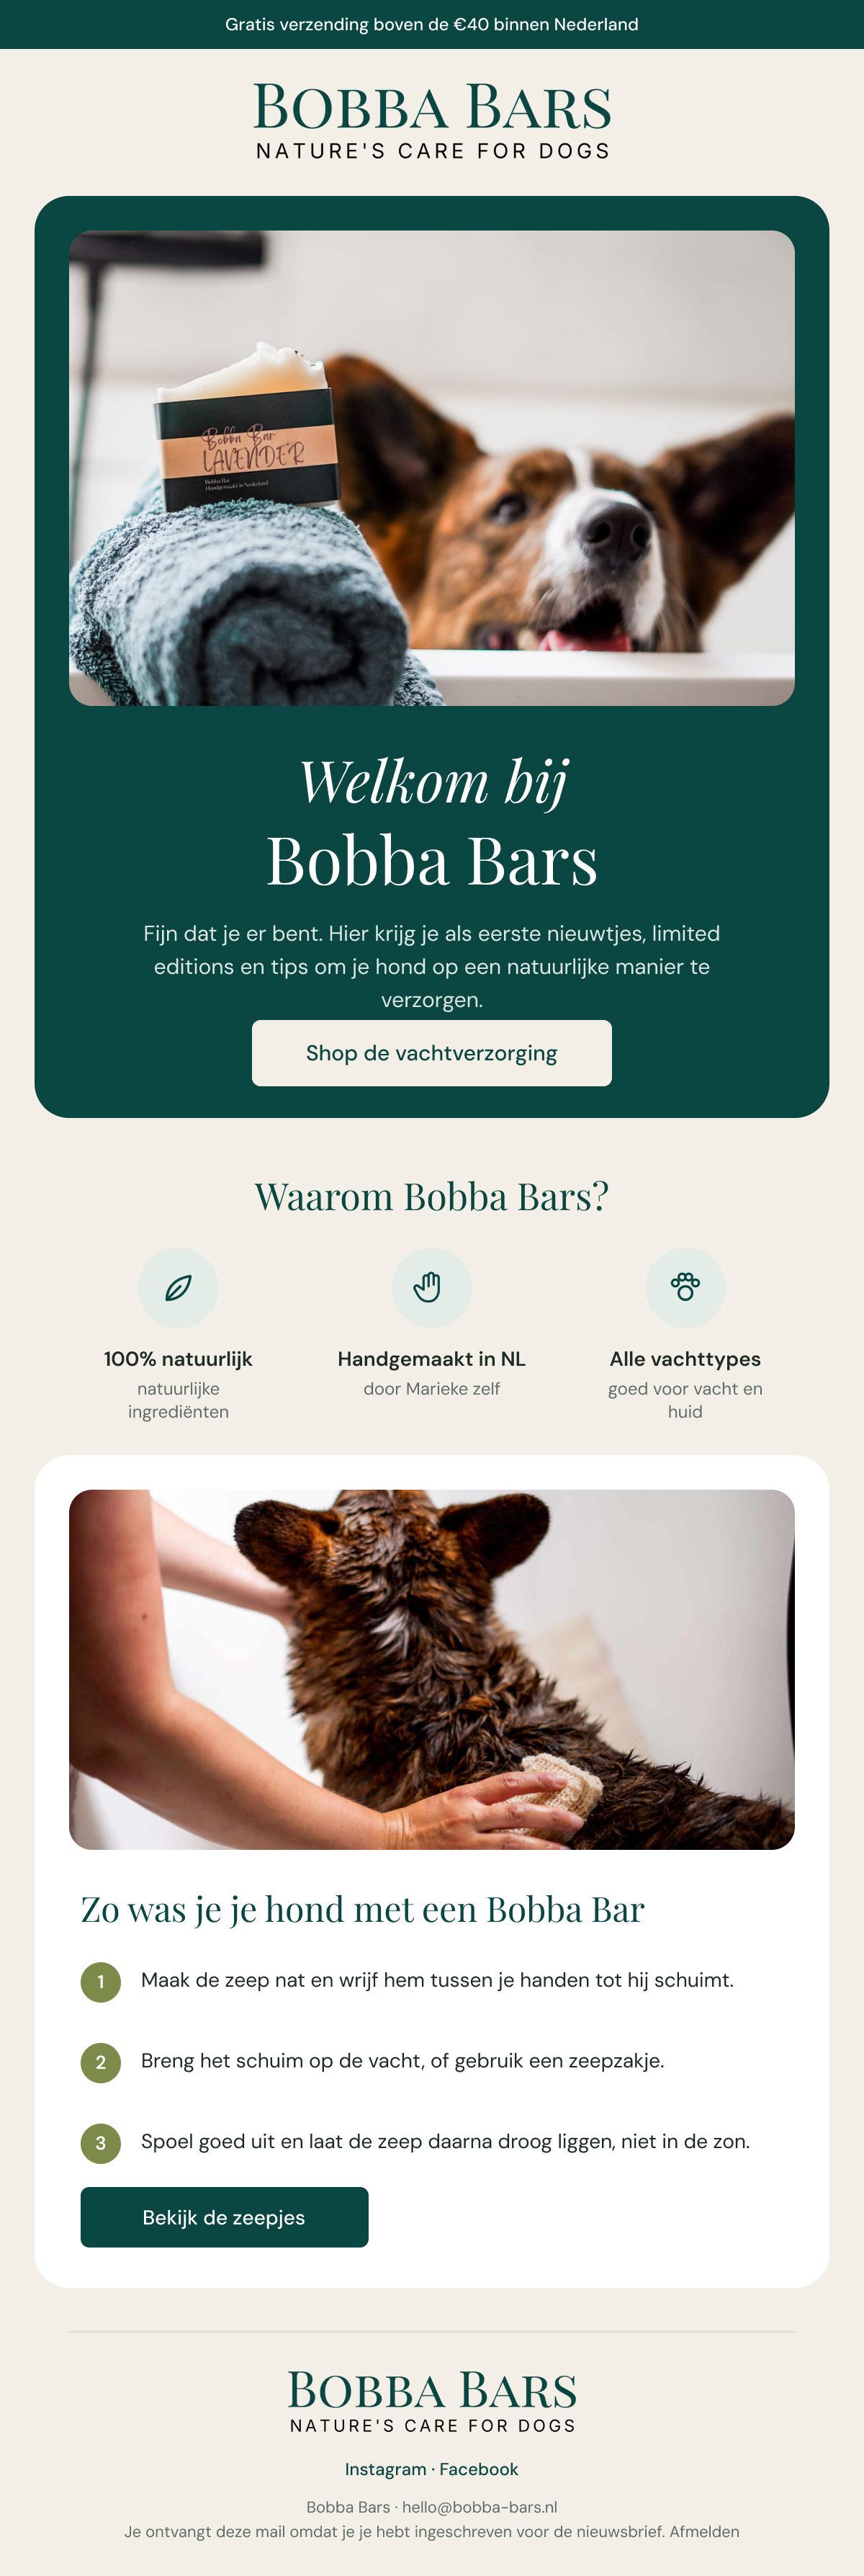 Gratis verzending boven de €40 binnen Nederland
BOBBA BARS
NATURE'S CARE FOR DOGS
Bobba Bar
LAVENDER
Bobba Bar
Handgemaakt in Nederland
Welkom bij
Bobba Bars
Fijn dat je er bent. Hier krijg je als eerste nieuwtjes, limited
editions en tips om je hond op een natuurlijke manier te
verzorgen.
Shop de vachtverzorging
Waarom Bobba Bars?
100% natuurlijk
natuurlijke
ingrediënten
Handgemaakt in NL
door Marieke zelf
Alle vachttypes
goed voor vacht en
huid
Zo was je je hond met een Bobba Bar
1 Maak de zeep nat en wrijf hem tussen je handen tot hij schuimt.
2 Breng het schuim op de vacht, of gebruik een zeepzakje.
3 Spoel goed uit en laat de zeep daarna droog liggen, niet in de zon.
Bekijk de zeepjes
BOBBA BARS
NATURE'S CARE FOR DOGS
Instagram · Facebook
Bobba Bars · hello@bobba-bars.nl
Je ontvangt deze mail omdat je je hebt ingeschreven voor de nieuwsbrief. Afmelden